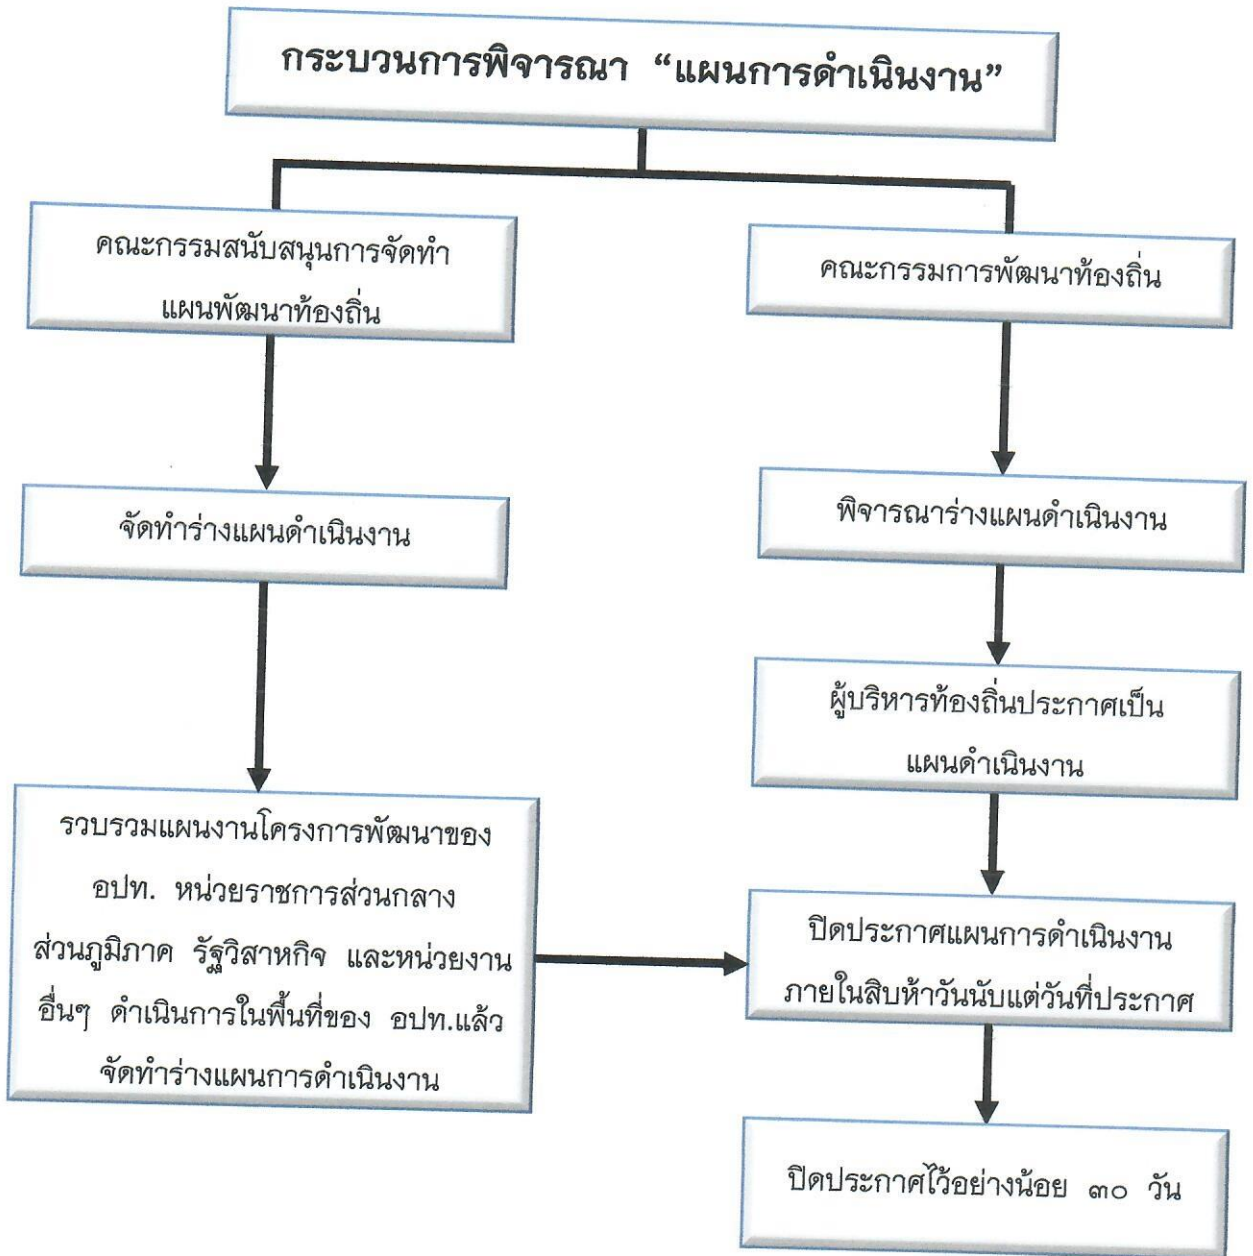 กระบวนการพิจารณา “แผนการดำเนินงาน”
คณะกรรมสนับสนุนการจัดทำ
แผนพัฒนาท้องถิ่น
จัดทำร่างแผนดำเนินงาน
รวบรวมแผนงานโครงการพัฒนาของ
อปท. หน่วยราชการส่วนกลาง
ส่วนภูมิภาค รัฐวิสาหกิจ และหน่วยงาน
อื่นๆ ดำเนินการในพื้นที่ของ อปท.แล้ว
จัดทำร่างแผนการดำเนินงาน
คณะกรรมการพัฒนาท้องถิ่น
พิจารณาร่างแผนดำเนินงาน
ผู้บริหารท้องถิ่นประกาศเป็น
แผนดำเนินงาน
ปิดประกาศแผนการดำเนินงาน
ภายในสิบห้าวันนับแต่วันที่ประกาศ
ปิดประกาศไว้อย่างน้อย ๓๐ วัน